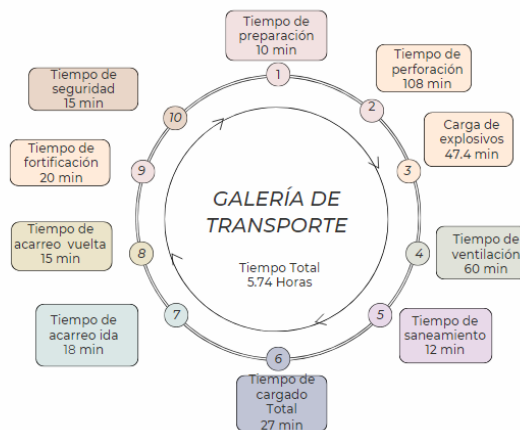 Tiempo de
preparación
10 min
1
Tiempo de
perforación
108 min
2
Carga de
explosivos
47.4 min
3
Tiempo de
ventilación
60 min
4
Tiempo de
saneamiento
12 min
5
Tiempo de
cargado
Total
27 min
6
Tiempo de
acarreo ida
18 min
7
Tiempo de
acarreo vuelta
15 min
8
Tiempo de
fortificación
20 min
9
Tiempo de
seguridad
15 min
10
GALERÍA DE
TRANSPORTE
Tiempo Total
5.74 Horas